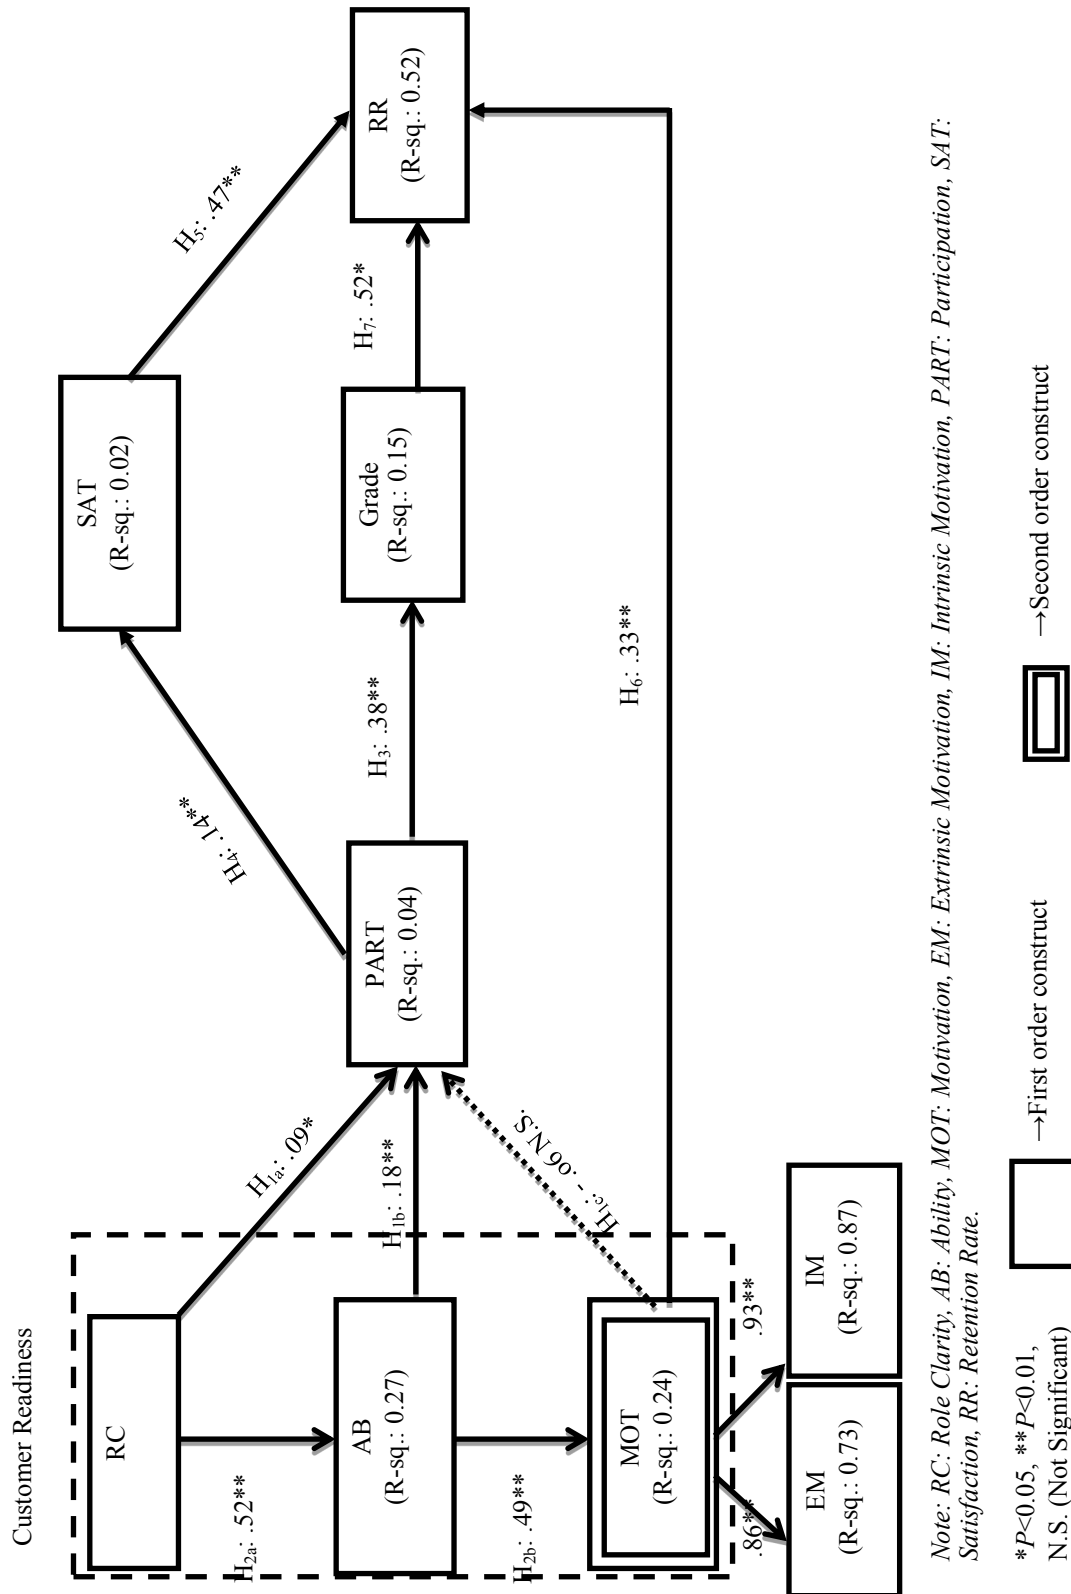 Customer Readiness
RC
H2a: .52**
AB
(R-sq.: 0.27)
H2b: .49**
MOT
(R-sq.: 0.24)
.86**
.93**
EM
(R-sq.: 0.73)
IM
(R-sq.: 0.87)
H1a: .09*
H1b: .18**
H1c: - .06 N.S.
PART
(R-sq.: 0.04)
H4: .14**
H3: .38**
SAT
(R-sq.: 0.02)
Grade
(R-sq.: 0.15)
H5: .47**
H7: .52*
H6: .33**
RR
(R-sq.: 0.52)
Note: RC: Role Clarity, AB: Ability, MOT: Motivation, EM: Extrinsic Motivation, IM: Intrinsic Motivation, PART: Participation, SAT:
Satisfaction, RR: Retention Rate.
*P<0.05, **P<0.01,
N.S. (Not Significant)
→First order construct
→Second order construct